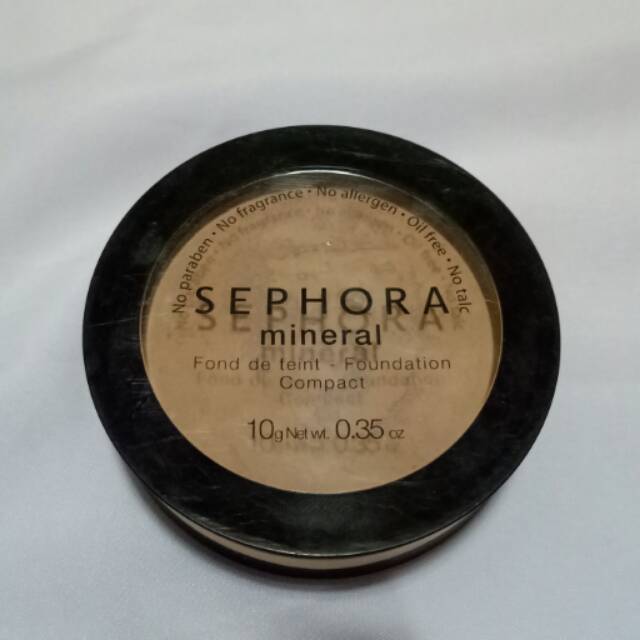 No paraben • No fragrance • No allergen • Oil free • No talc
SEPHORA
mineral
Fond de teint - Foundation
Compact
10g Net wt. 0.35 oz